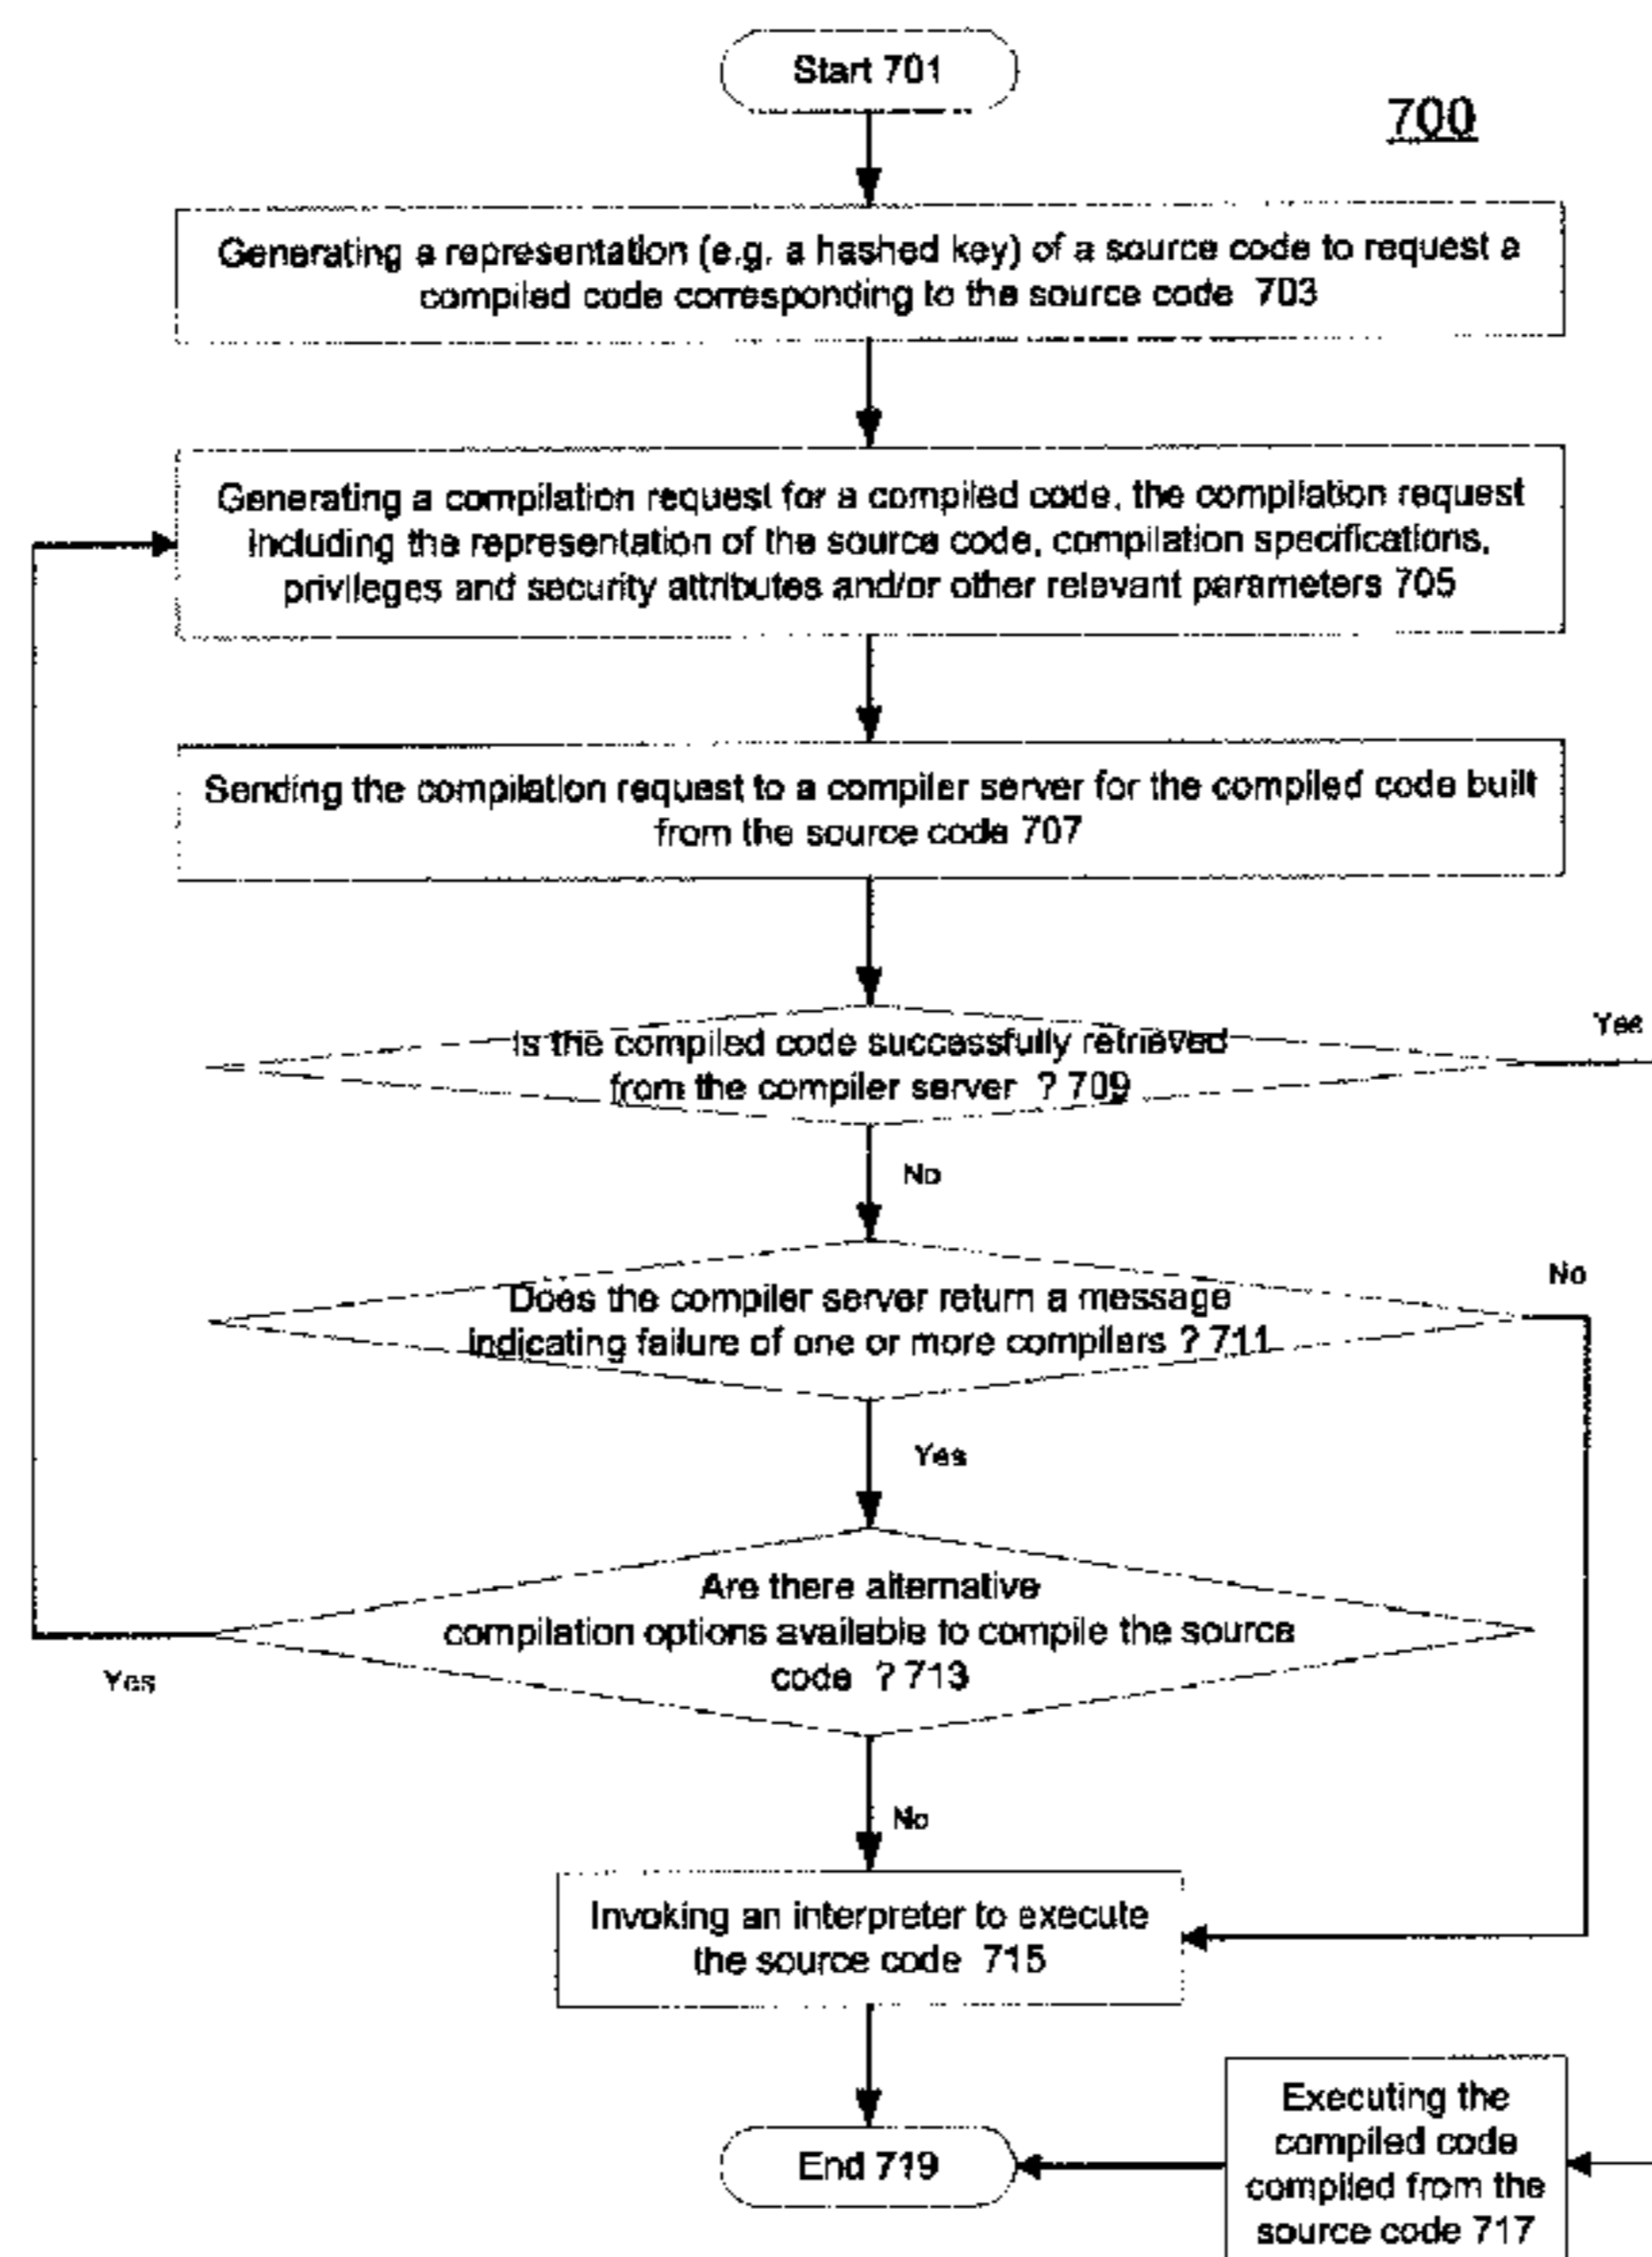 Start 701
700
Generating a representation (e.g. a hashed key) of a source code to request a
compiled code corresponding to the source code 703
Generating a compilation request for a compiled code, the compilation request
including the representation of the source code, compilation specifications,
privileges and security attributes and/or other relevant parameters 705
Sending the compilation request to a compiler server for the compiled code built
from the source code 707
Is the compiled code successfully retrieved
from the compiler server ? 709
Yes
No
Does the compiler server return a message
indicating failure of one or more compilers ? 711
No
Yes
Are there alternative
compilation options available to compile the source
code ? 713
Yes
No
Invoking an interpreter to execute
the source code 715
Executing the
compiled code
compiled from the
source code 717
End 719